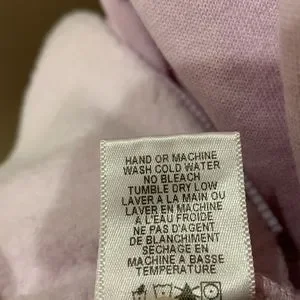 HAND OR MACHINE
WASH COLD WATER
NO BLEACH
TUMBLE DRY LOW
LAVER A LA MAIN OU
LAVER EN MACHINE
A L'EAU FROIDE
NE PAS D'AGENT
DE BLANCHIMENT
SECHAGE EN
MACHINE A BASSE
TEMPERATURE